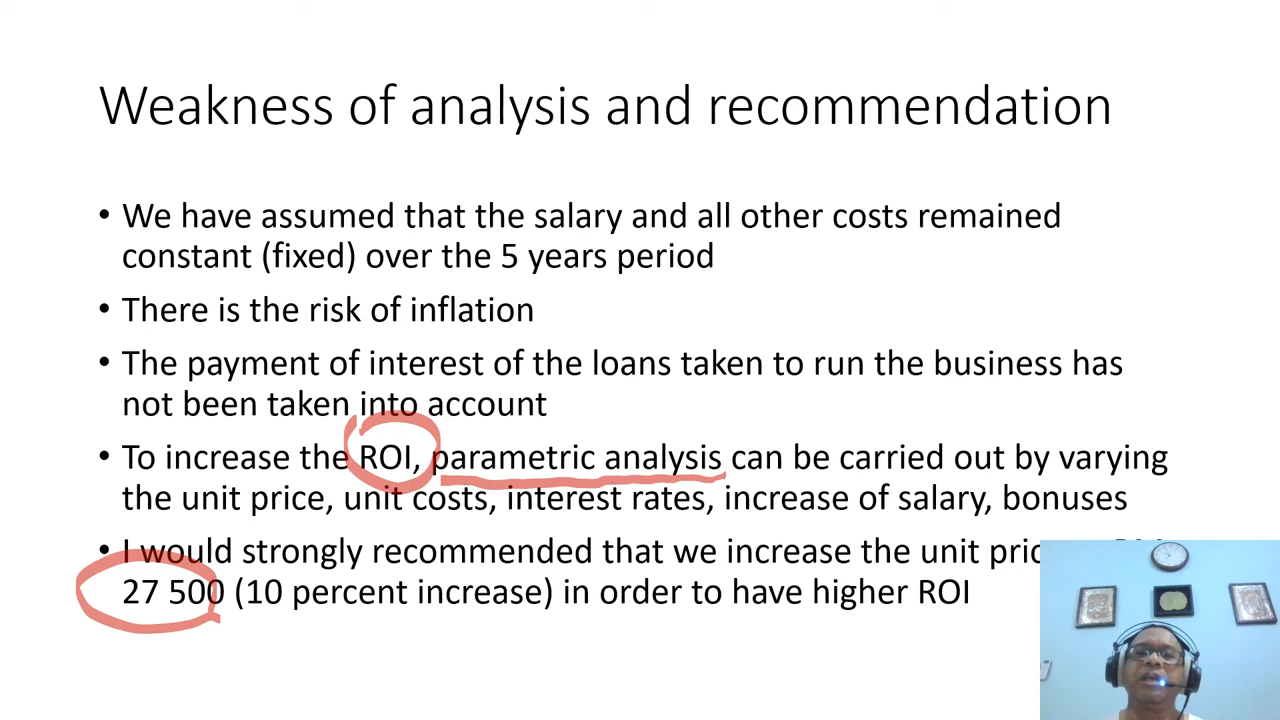 Weakness of analysis and recommendation
• We have assumed that the salary and all other costs remained
constant (fixed) over the 5 years period
• There is the risk of inflation
• The payment of interest of the loans taken to run the business has
not been taken into account
• To increase the ROI, parametric analysis can be carried out by varying
the unit price, unit costs, interest rates, increase of salary, bonuses
• I would strongly recommended that we increase the unit
27 500 (10 percent increase) in order to have higher ROI